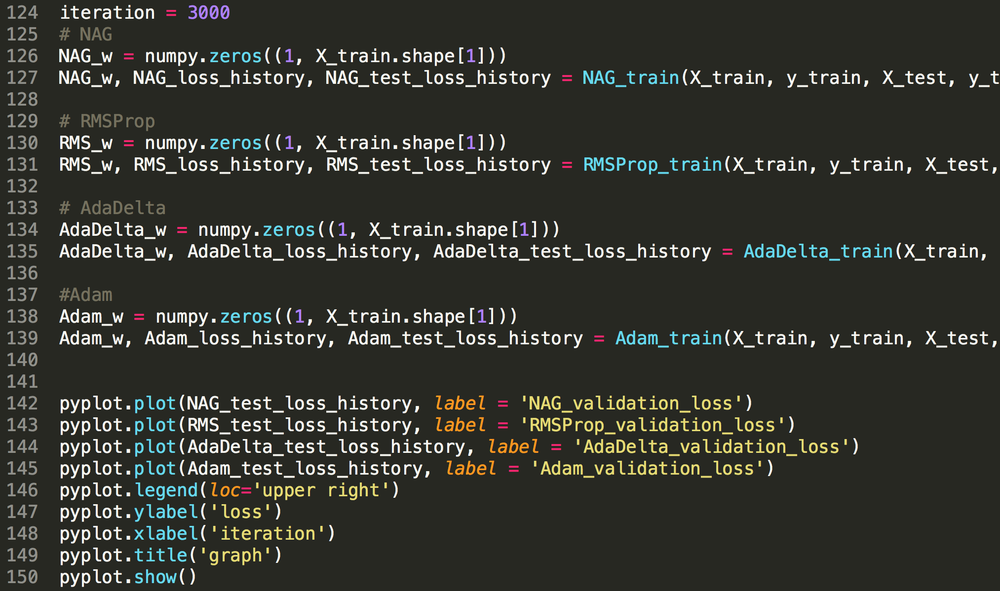 124 iteration = 3000
125 # NAG
126 NAG_w = numpy.zeros((1, X_train.shape[1]))
127 NAG_w, NAG_loss_history, NAG_test_loss_history = NAG_train(X_train, y_train, X_test, y_t
128
129 # RMSProp
130 RMS_w = numpy.zeros((1, X_train.shape[1]))
131 RMS_w, RMS_loss_history, RMS_test_loss_history = RMSProp_train(X_train, y_train, X_test,
132
133 # AdaDelta
134 AdaDelta_w = numpy.zeros((1, X_train.shape[1]))
135 AdaDelta_w, AdaDelta_loss_history, AdaDelta_test_loss_history = AdaDelta_train(X_train,
136
137 #Adam
138 Adam_w = numpy.zeros((1, X_train.shape[1]))
139 Adam_w, Adam_loss_history, Adam_test_loss_history = Adam_train(X_train, y_train, X_test,
140
141
142 pyplot.plot(NAG_test_loss_history, label = 'NAG_validation_loss')
143 pyplot.plot(RMS_test_loss_history, label = 'RMSProp_validation_loss')
144 pyplot.plot(AdaDelta_test_loss_history, label = 'AdaDelta_validation_loss')
145 pyplot.plot(Adam_test_loss_history, label = 'Adam_validation_loss')
146 pyplot.legend(loc='upper right')
147 pyplot.ylabel('loss')
148 pyplot.xlabel('iteration')
149 pyplot.title('graph')
150 pyplot.show()